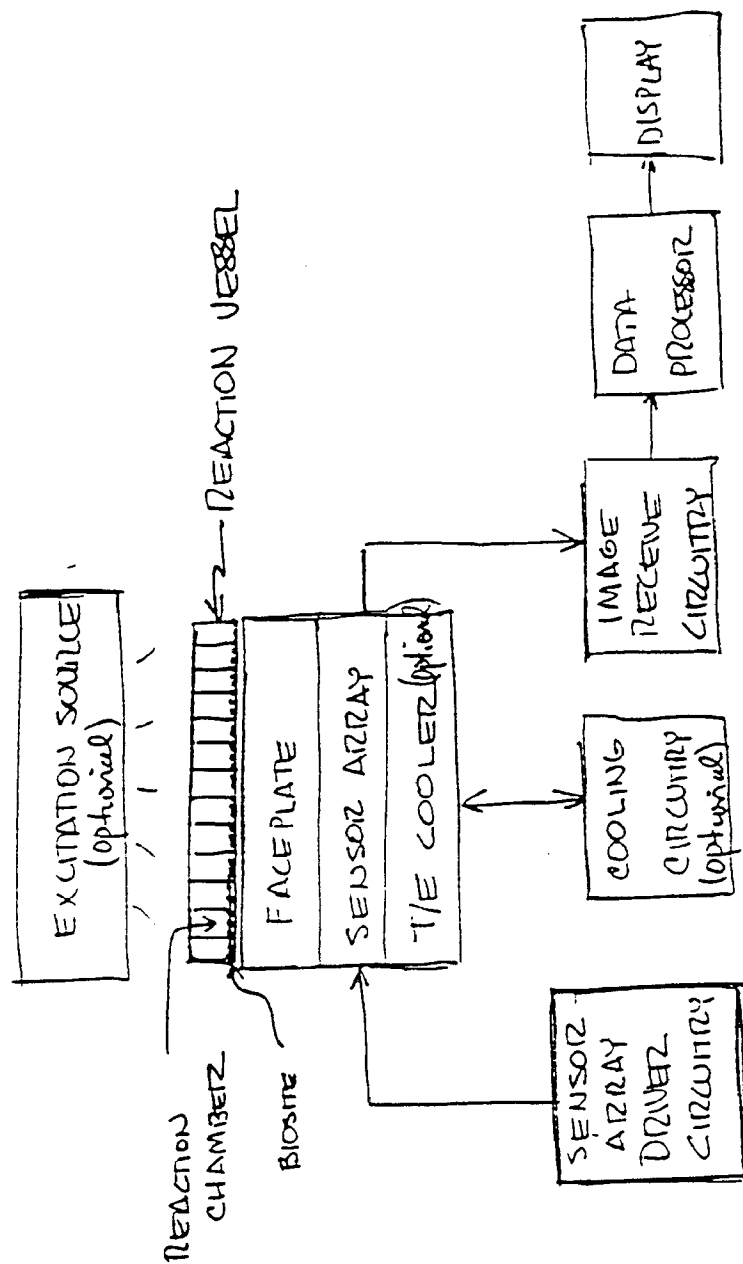 EXCITATION SOURCE
(optional)
REACTION VESSEL
REACTION
CHAMBER
BIOSITE
FACEPLATE
SENSOR ARRAY
T/E COOLER (optional)
SENSOR
ARRAY
DRIVER
CIRCUITRY
COOLING
CIRCUITRY
(optional)
IMAGE
RECEIVE
CIRCUITRY
DATA
PROCESSOR
DISPLAY